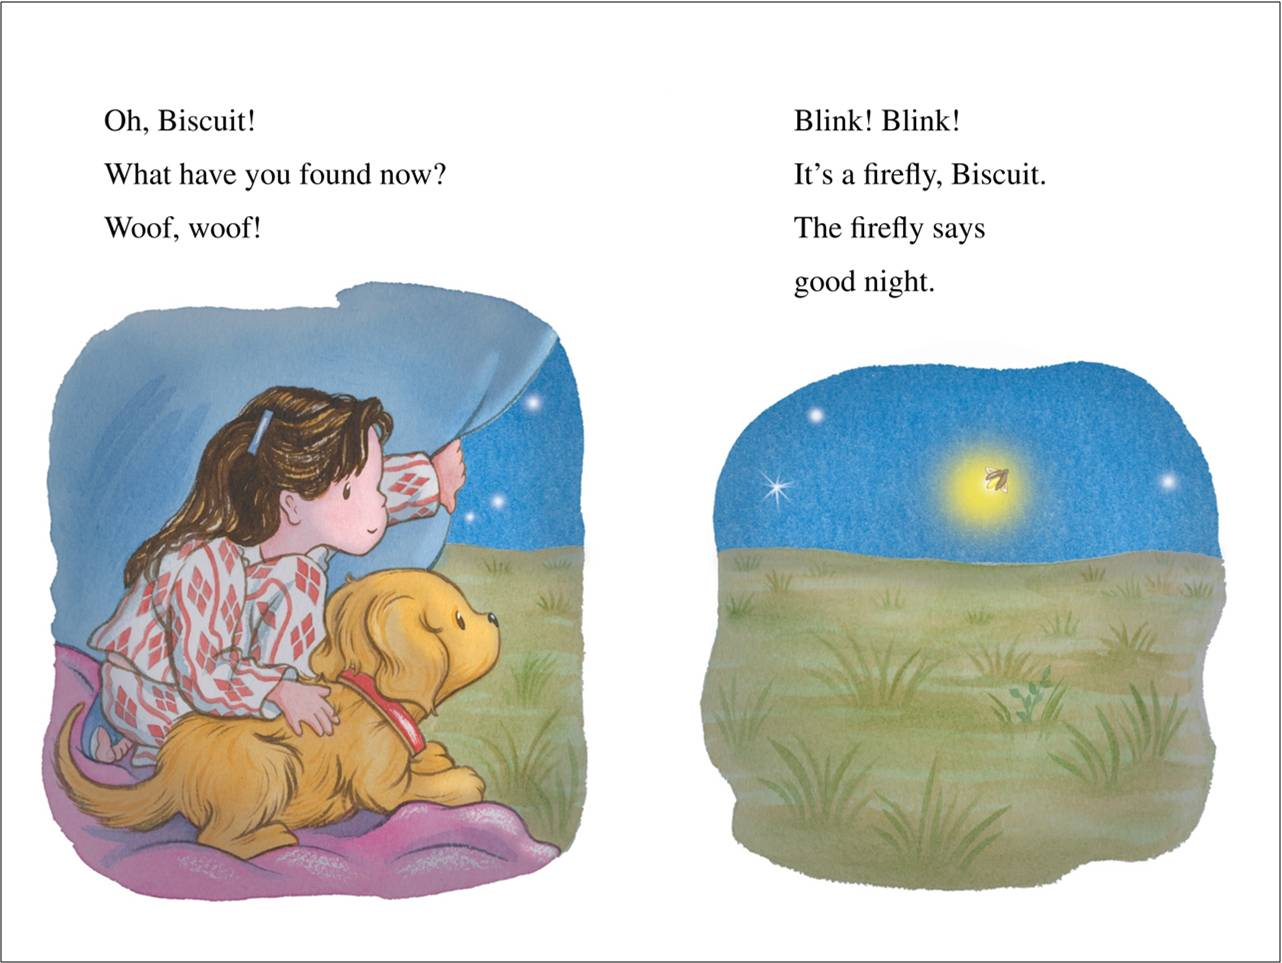 Oh, Biscuit!
What have you found now?
Woof, woof!
Blink! Blink!
It’s a firefly, Biscuit.
The firefly says
good night.